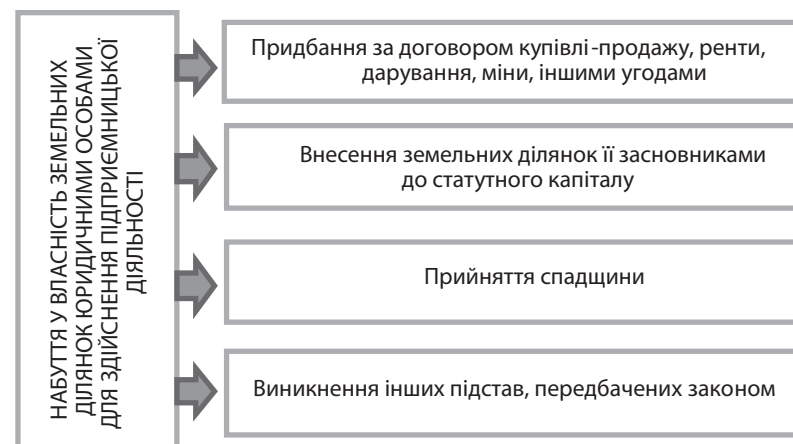 НАБУТТЯ У ВЛАСНІСТЬ ЗЕМЕЛЬНИХ
ДІЛЯНОК ЮРИДИЧНИМИ ОСОБАМИ
ДЛЯ ЗДІЙСНЕННЯ ПІДПРИЄМНИЦЬКОЇ
ДІЯЛЬНОСТІ
Придбання за договором купівлі-продажу, ренти,
дарування, міни, іншими угодами
Внесення земельних ділянок її засновниками
до статутного капіталу
Прийняття спадщини
Виникнення інших підстав, передбачених законом